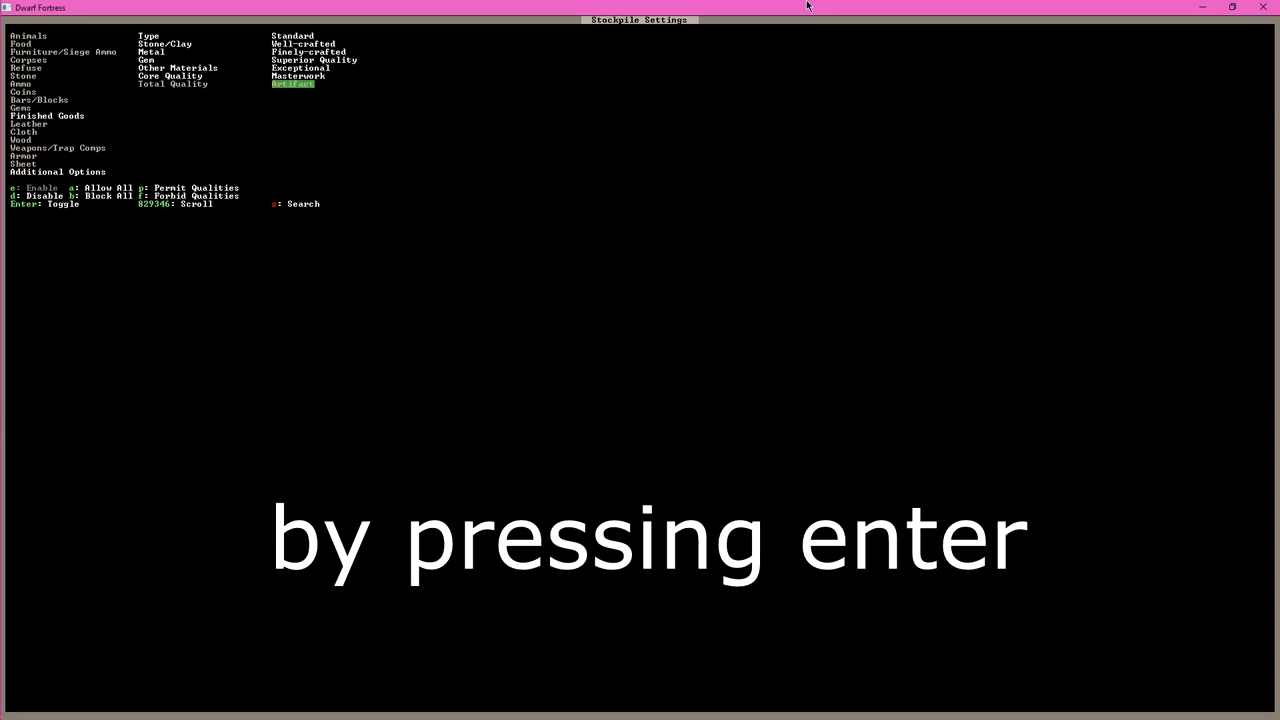 Dwarf Fortress
Stockpile Settings
Animals Type Standard
Food Stone/Clay Well-crafted
Furniture/Siege Ammo Metal Finely-crafted
Corpses Gem Superior Quality
Refuse Other Materials Exceptional
Stone Core Quality Masterwork
Ammo Total Quality Artifact
Coins
Bars/Blocks
Gems
Finished Goods
Leather
Cloth
Wood
Weapons/Trap Comps
Armor
Sheet
Additional Options
e: Enable a: Allow All p: Permit Qualities
d: Disable b: Block All f: Forbid Qualities
Enter: Toggle 829346: Scroll s: Search
by pressing enter